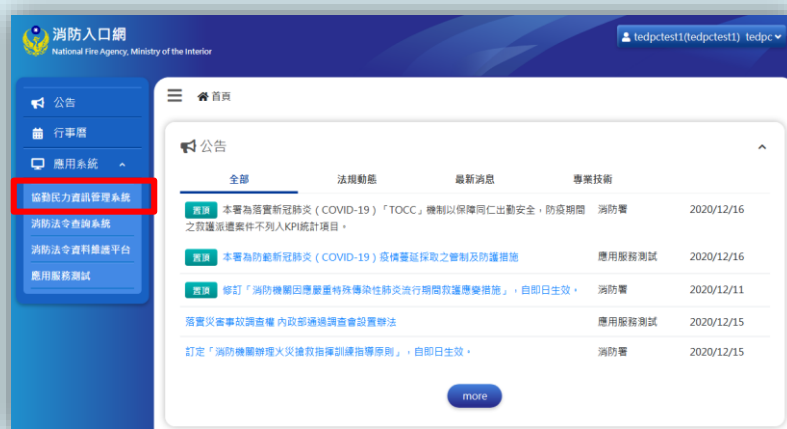 消防入口網
National Fire Agency, Ministry of the Interior
tedpctest1(tedpctest1) tedpc
公告
行事曆
應用系統
協勤民力資訊管理系統
消防法令查詢系統
消防法令資料維護平台
應用服務測試
首頁
公告
全部 法規動態 最新消息 專業技術
置頂 本署為落實新冠肺炎（COVID-19）「TOCC」機制以保障同仁出勤安全，防疫期間 消防署 2020/12/16
之救護派遣案件不列入KPI統計項目。
置頂 本署為防範新冠肺炎（COVID-19）疫情蔓延採取之管制及防護措施 應用服務測試 2020/12/16
置頂 修訂「消防機關因應嚴重特殊傳染性肺炎流行期間救護應變措施」，自即日生效。 消防署 2020/12/11
落實災害事故調查權 內政部通過調查會設置辦法 應用服務測試 2020/12/15
訂定「消防機關辦理火災搶救指揮訓練指導原則」，自即日生效。 消防署 2020/12/15
more